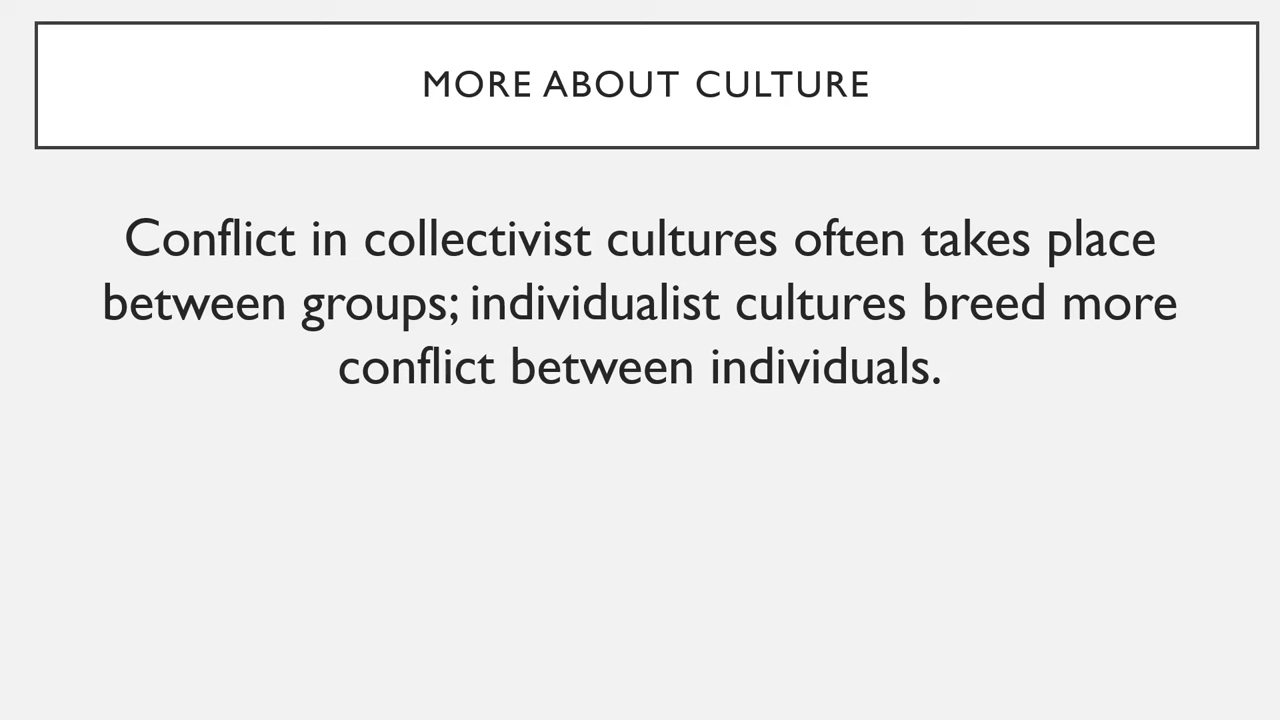 MORE ABOUT CULTURE
Conflict in collectivist cultures often takes place
between groups; individualist cultures breed more
conflict between individuals.